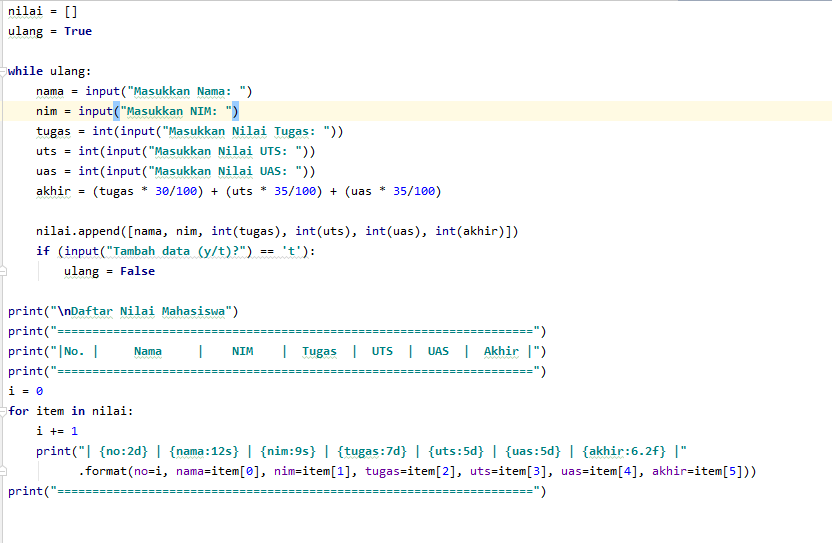 nilai = []
ulang = True
while ulang:
    nama = input("Masukkan Nama: ")
    nim = input("Masukkan NIM: ")
    tugas = int(input("Masukkan Nilai Tugas: "))
    uts = int(input("Masukkan Nilai UTS: "))
    uas = int(input("Masukkan Nilai UAS: "))
    akhir = (tugas * 30/100) + (uts * 35/100) + (uas * 35/100)
    nilai.append([nama, nim, int(tugas), int(uts), int(uas), int(akhir)])
    if (input("Tambah data (y/t)?") == 't'):
        ulang = False
print("\nDaftar Nilai Mahasiswa")
print("====================================================================")
print("|No. |     Nama     |    NIM    |  Tugas  |  UTS  |  UAS  |  Akhir |")
print("====================================================================")
i = 0
for item in nilai:
    i += 1
    print("| {no:2d} | {nama:12s} | {nim:9s} | {tugas:7d} | {uts:5d} | {uas:5d} | {akhir:6.2f} |"
          .format(no=i, nama=item[0], nim=item[1], tugas=item[2], uts=item[3], uas=item[4], akhir=item[5]))
print("====================================================================")